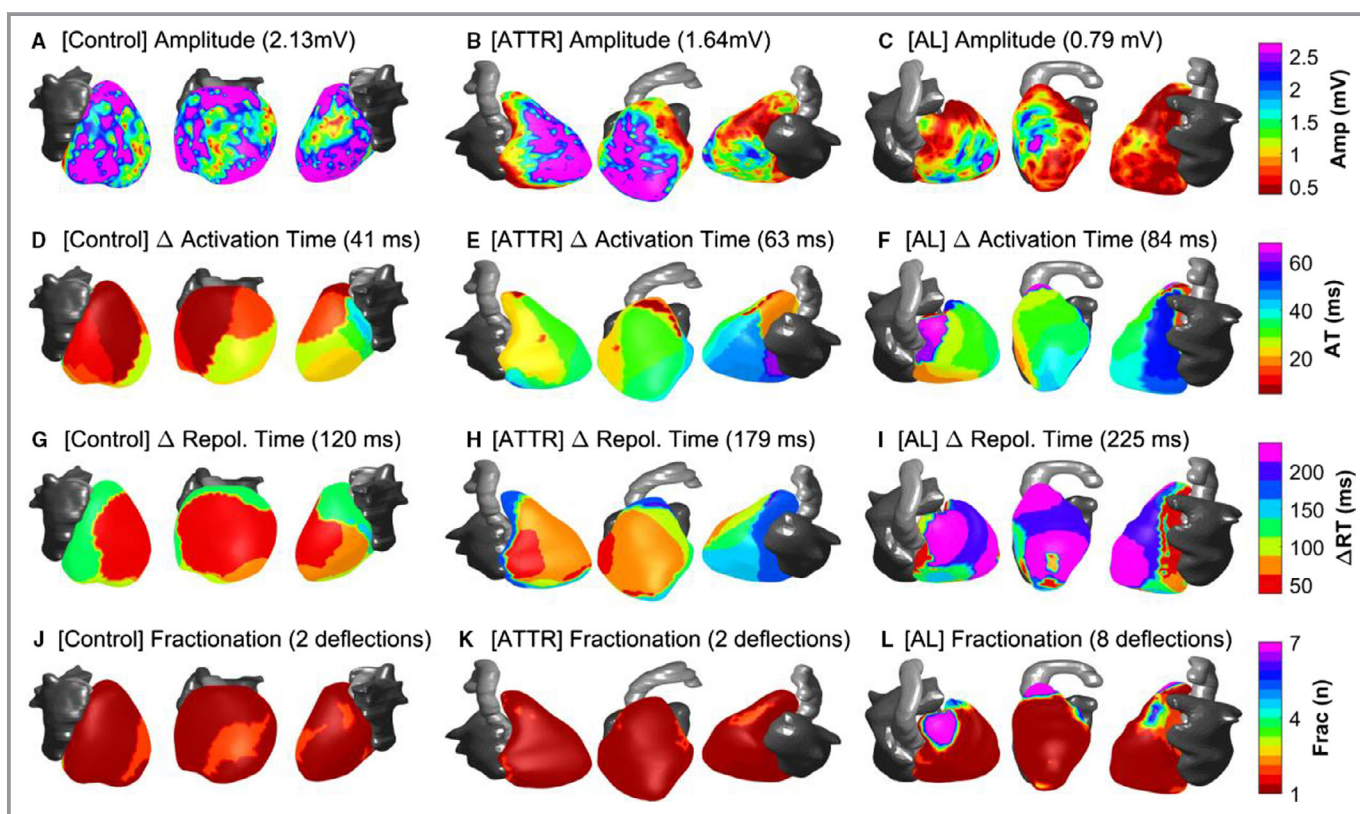 A [Control] Amplitude (2.13mV)
B [ATTR] Amplitude (1.64mV)
C [AL] Amplitude (0.79 mV)
2.5
2
1.5
1
0.5
Amp (mV)
D [Control] Δ Activation Time (41 ms)
E [ATTR] Δ Activation Time (63 ms)
F [AL] Δ Activation Time (84 ms)
60
40
20
AT (ms)
G [Control] Δ Repol. Time (120 ms)
H [ATTR] Δ Repol. Time (179 ms)
I [AL] Δ Repol. Time (225 ms)
200
150
100
50
ΔRT (ms)
J [Control] Fractionation (2 deflections)
K [ATTR] Fractionation (2 deflections)
L [AL] Fractionation (8 deflections)
7
4
1
Frac (n)